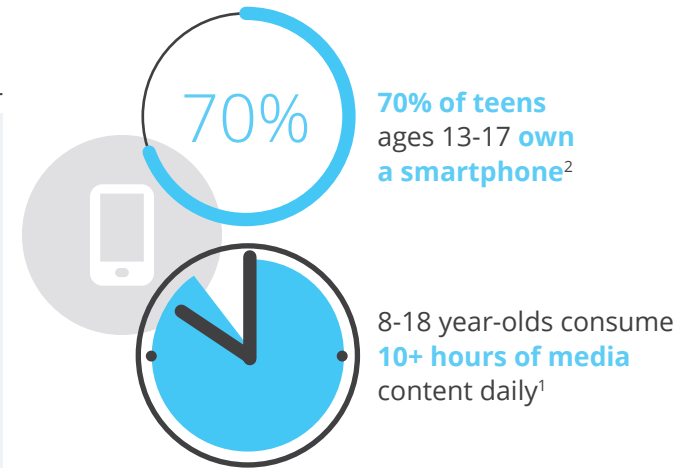 70%
70% of teens
ages 13-17 own
a smartphone²
8-18 year-olds consume
10+ hours of media
content daily¹